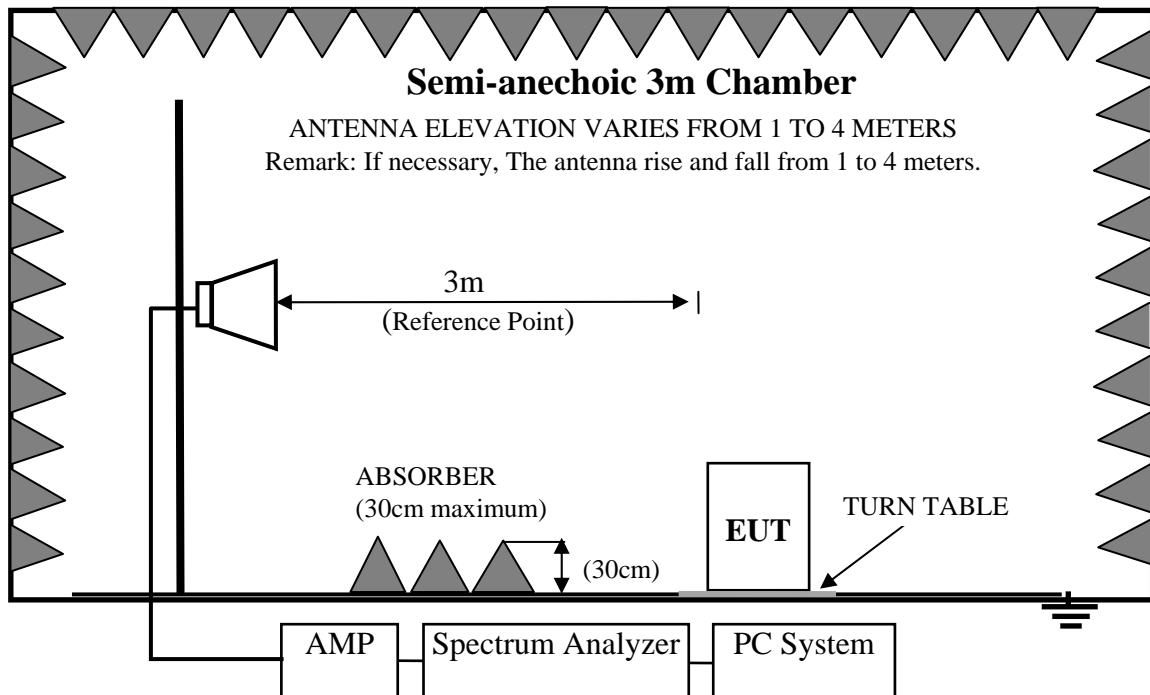 Semi-anechoic 3m Chamber
ANTENNA ELEVATION VARIES FROM 1 TO 4 METERS
Remark: If necessary, The antenna rise and fall from 1 to 4 meters.
3m
(Reference Point)
ABSORBER
(30cm maximum)
(30cm)
EUT
TURN TABLE
AMP
Spectrum Analyzer
PC System